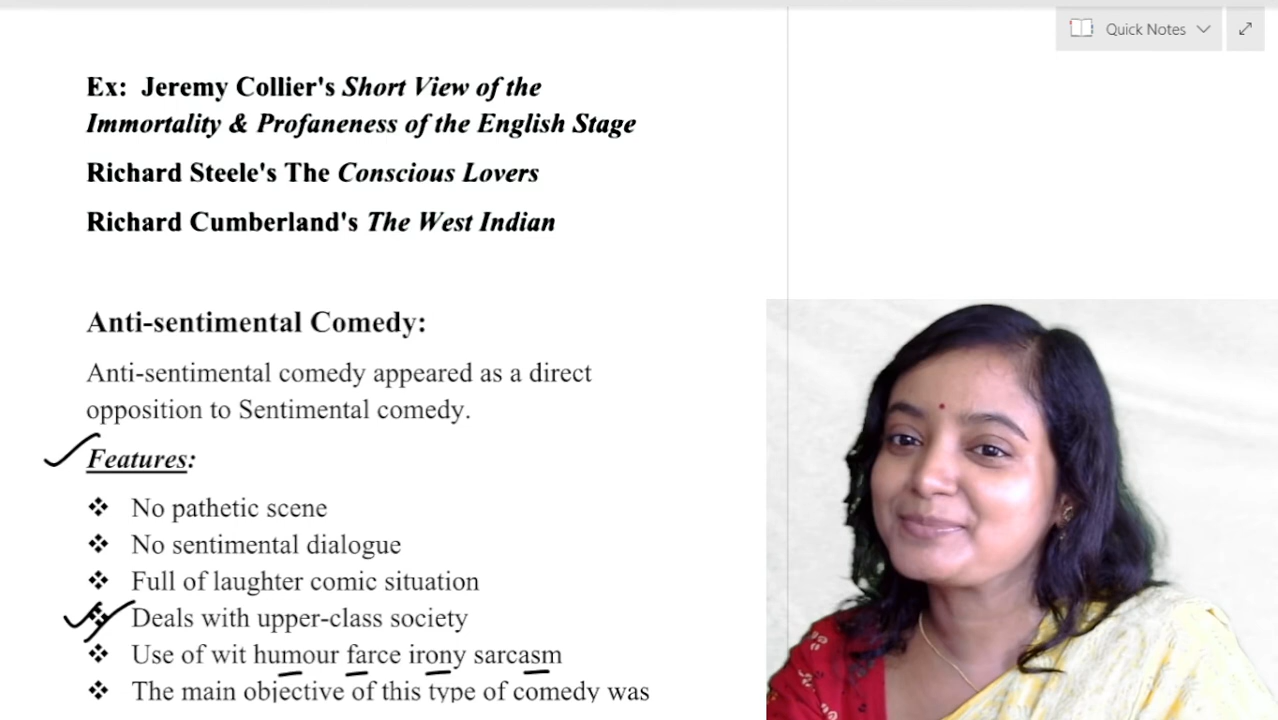 Quick Notes
Ex: Jeremy Collier's Short View of the
Immortality & Profaneness of the English Stage
Richard Steele's The Conscious Lovers
Richard Cumberland's The West Indian
Anti-sentimental Comedy:
Anti-sentimental comedy appeared as a direct
opposition to Sentimental comedy.
Features:
❖ No pathetic scene
❖ No sentimental dialogue
❖ Full of laughter comic situation
❖ Deals with upper-class society
❖ Use of wit humour farce irony sarcasm
❖ The main objective of this type of comedy was